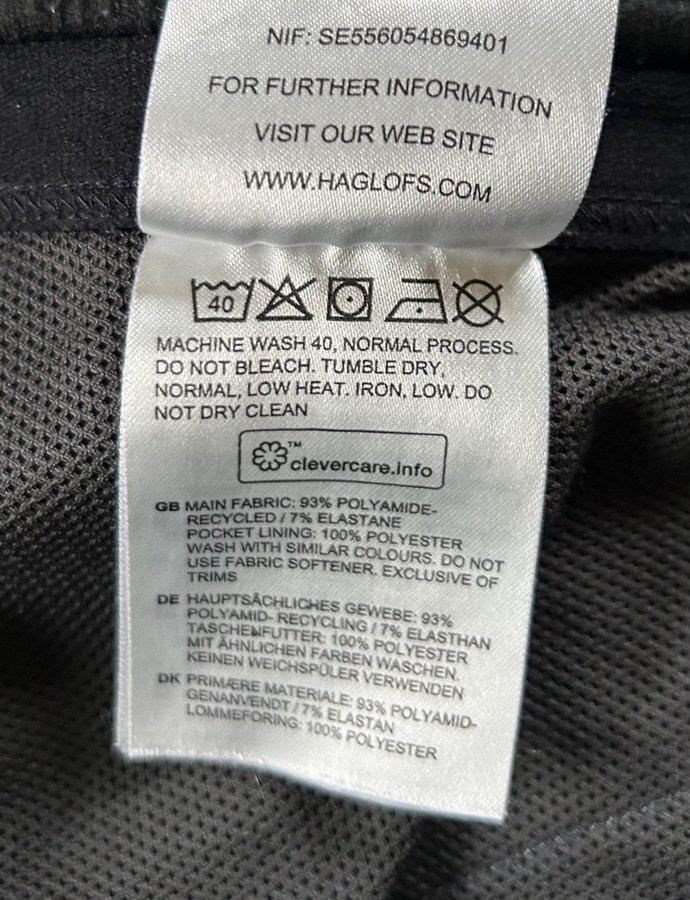 NIF: SE556054869401
FOR FURTHER INFORMATION
VISIT OUR WEB SITE
WWW.HAGLOFS.COM
40
MACHINE WASH 40, NORMAL PROCESS.
DO NOT BLEACH. TUMBLE DRY,
NORMAL, LOW HEAT. IRON, LOW. DO
NOT DRY CLEAN
™
clevercare.info
GB MAIN FABRIC: 93% POLYAMIDE-
RECYCLED / 7% ELASTANE
POCKET LINING: 100% POLYESTER
WASH WITH SIMILAR COLOURS. DO NOT
USE FABRIC SOFTENER. EXCLUSIVE OF
TRIMS
DE HAUPTSÄCHLICHES GEWEBE: 93%
POLYAMID- RECYCLING / 7% ELASTHAN
TASCHENFUTTER: 100% POLYESTER
MIT ÄHNLICHEN FARBEN WASCHEN.
KEINEN WEICHSPÜLER VERWENDEN
DK PRIMÆRE MATERIALE: 93% POLYAMID-
GENANVENDT / 7% ELASTAN
LOMMEFORING: 100% POLYESTER